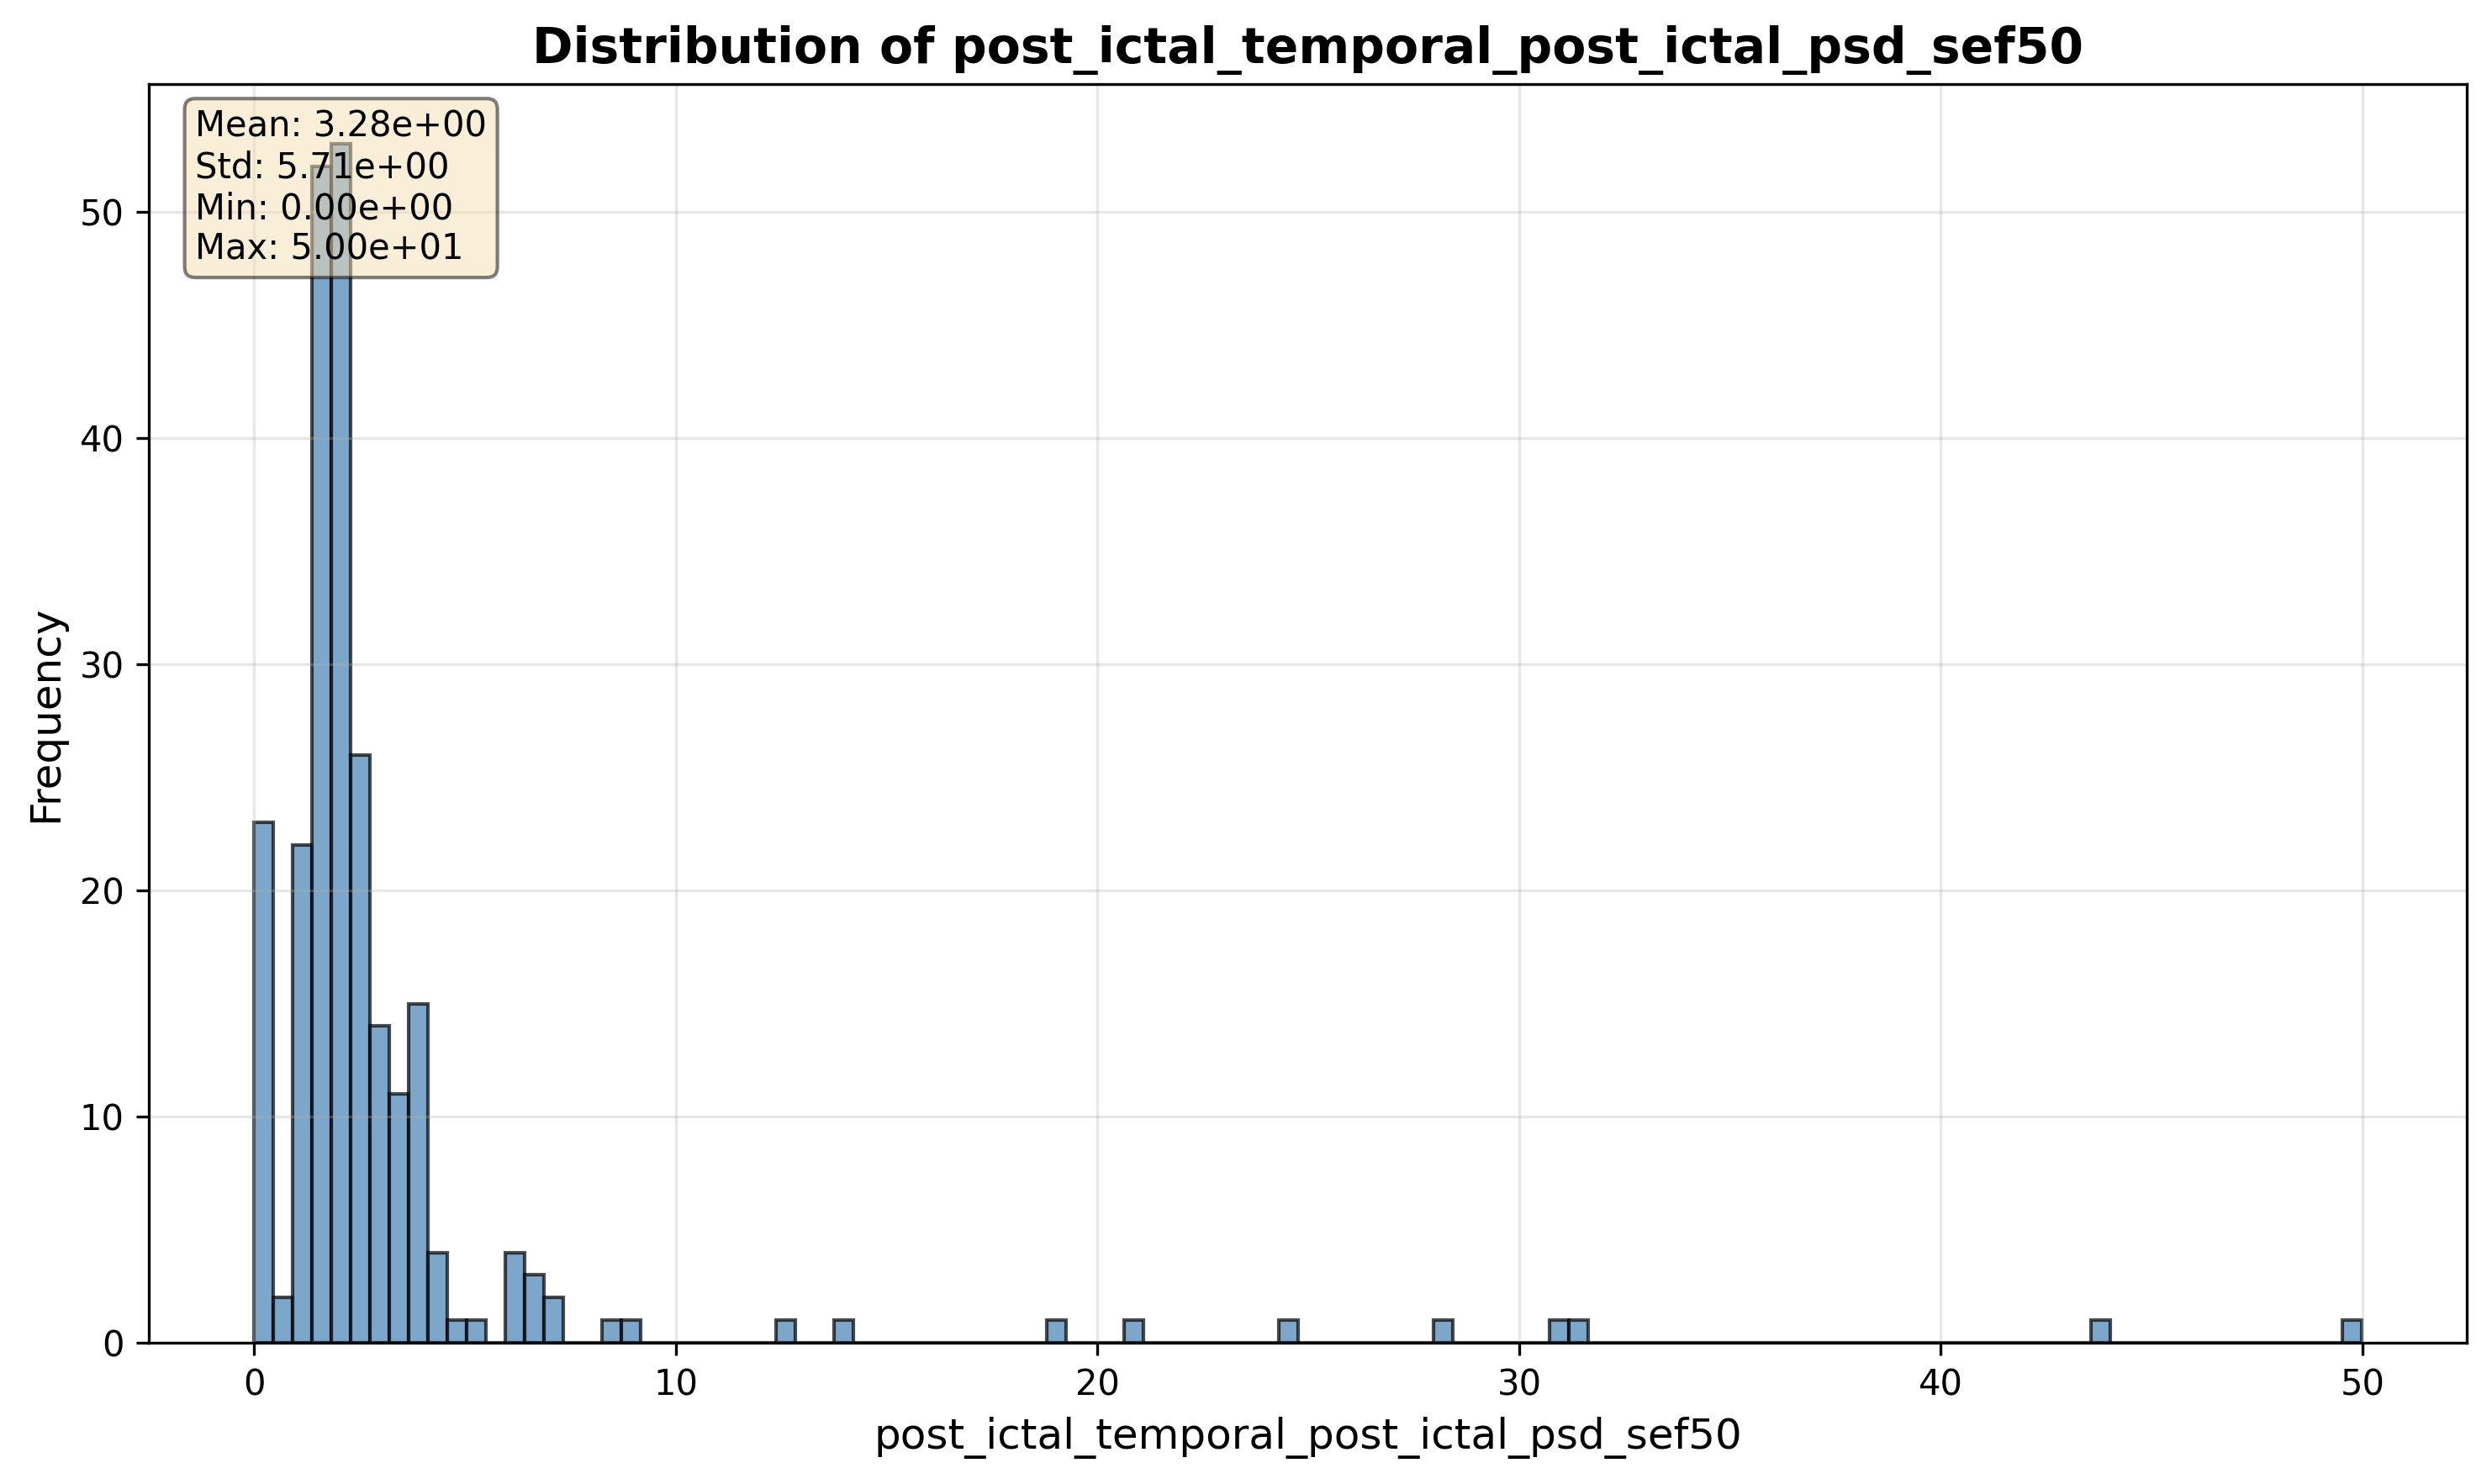 Distribution of post_ictal_temporal_post_ictal_psd_sef50
Mean: 3.28e+00
Std: 5.71e+00
Min: 0.00e+00
Max: 5.00e+01
50
40
30
20
10
0
Frequency
0 10 20 30 40 50
post_ictal_temporal_post_ictal_psd_sef50